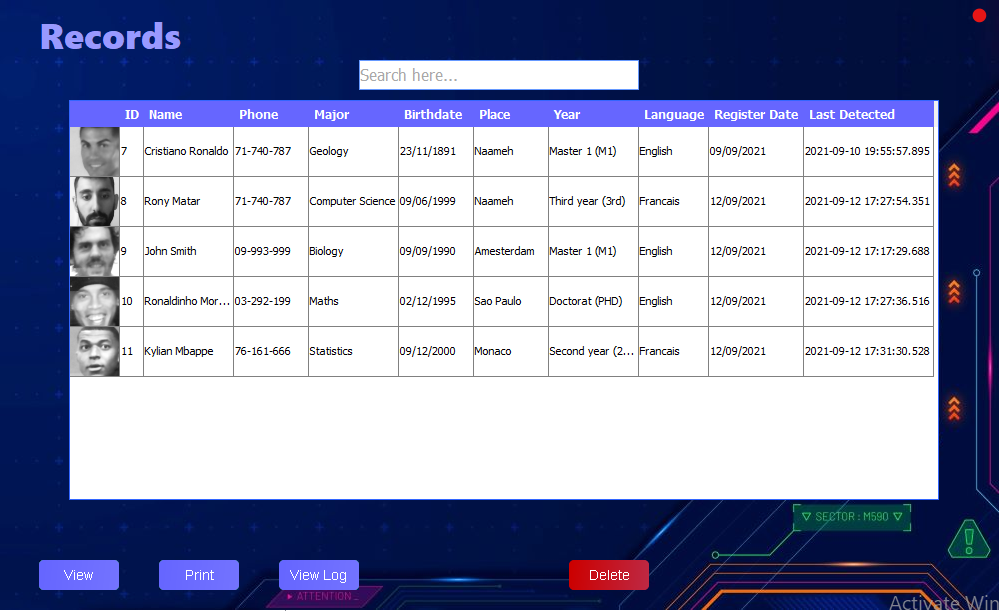 Records
Search here...
ID Name Phone Major Birthdate Place Year Language Register Date Last Detected
7 Cristiano Ronaldo 71-740-787 Geology 23/11/1891 Naameh Master 1 (M1) English 09/09/2021 2021-09-10 19:55:57.895
8 Rony Matar 71-740-787 Computer Science 09/06/1999 Naameh Third year (3rd) Francais 12/09/2021 2021-09-12 17:27:54.351
9 John Smith 09-993-999 Biology 09/09/1990 Amesterdam Master 1 (M1) English 12/09/2021 2021-09-12 17:17:29.688
10 Ronaldinho Mor... 03-292-199 Maths 02/12/1995 Sao Paulo Doctorat (PHD) English 12/09/2021 2021-09-12 17:27:36.516
11 Kylian Mbappe 76-161-666 Statistics 09/12/2000 Monaco Second year (2... Francais 12/09/2021 2021-09-12 17:31:30.528
SECTOR : M590
View Print View Log Delete
ATTENTION_
Activate Win